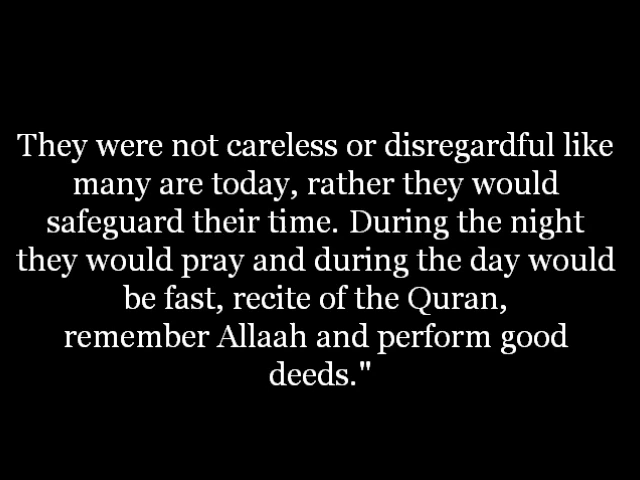 They were not careless or disregardful like
many are today, rather they would
safeguard their time. During the night
they would pray and during the day would
be fast, recite of the Quran,
remember Allaah and perform good
deeds."